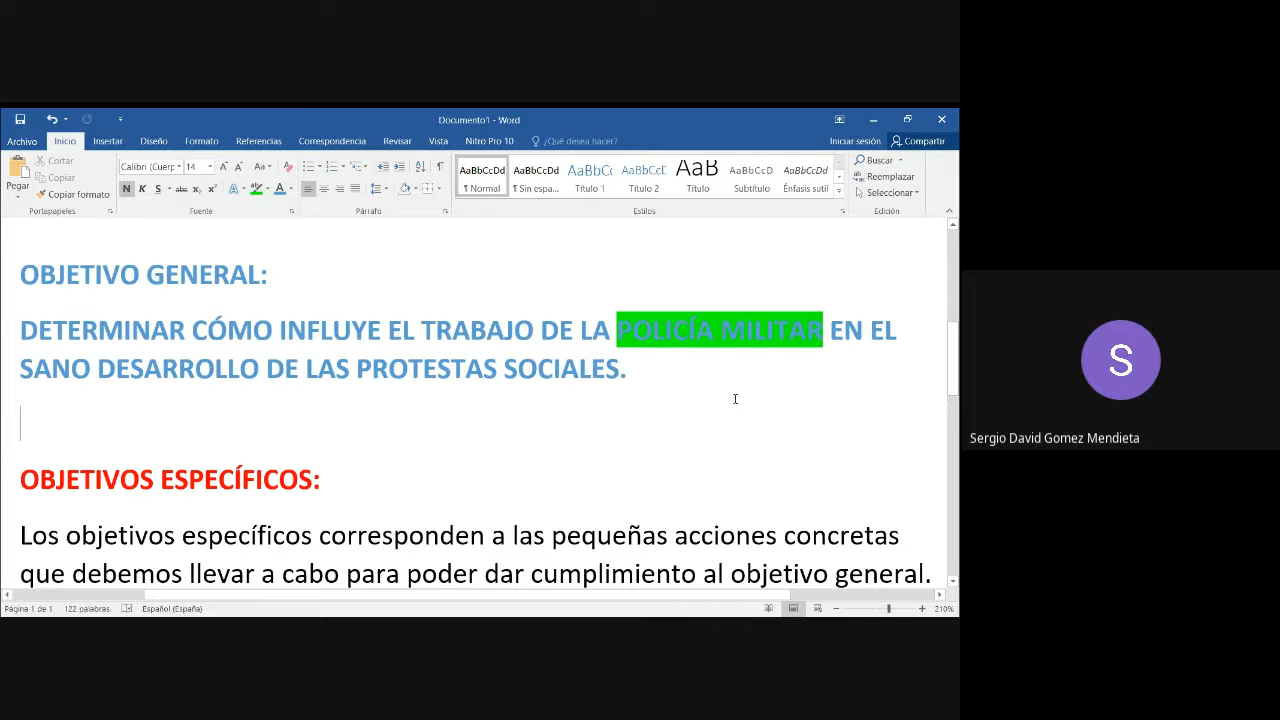 Documento1 - Word
Archivo Inicio Insertar Diseño Formato Referencias Correspondencia Revisar Vista Nitro Pro 10 ¿Qué desea hacer? Iniciar sesión Compartir
Pegar Cortar Copiar Copiar formato
Calibri (Cuerp 14 Aa
N K S abc x₂ x² A A
AaBbCcDd AaBbCcDd AaBbCc AaBbCcE AaB AaBbCcD AaBbCcDd
¶ Normal ¶ Sin espa... Título 1 Título 2 Título Subtítulo Énfasis sutil
Buscar
Reemplazar
Seleccionar
Portapapeles Fuente Párrafo Estilos Edición
OBJETIVO GENERAL:
DETERMINAR CÓMO INFLUYE EL TRABAJO DE LA POLICÍA MILITAR EN EL
SANO DESARROLLO DE LAS PROTESTAS SOCIALES.
OBJETIVOS ESPECÍFICOS:
Los objetivos específicos corresponden a las pequeñas acciones concretas
que debemos llevar a cabo para poder dar cumplimiento al objetivo general.
Página 1 de 1 122 palabras Español (España) 210%
S
Sergio David Gomez Mendieta